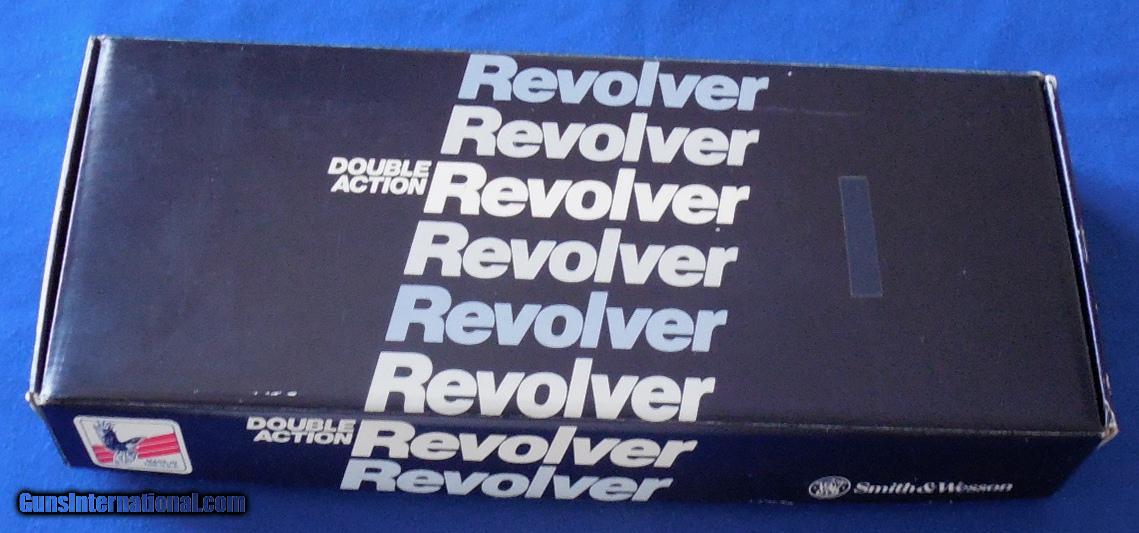 Revolver
Revolver
DOUBLE
ACTION Revolver
Revolver
Revolver
Revolver
DOUBLE
ACTION Revolver
Revolver
Smith & Wesson
GunsInternational.com